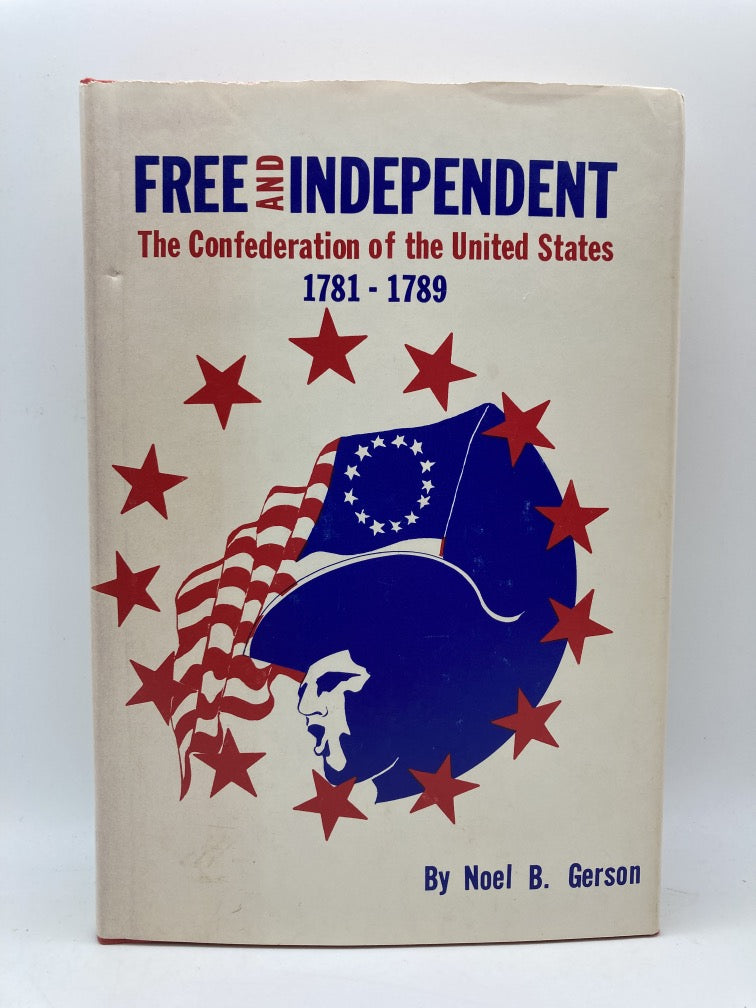 FREE AND INDEPENDENT
The Confederation of the United States
1781 - 1789
By Noel B. Gerson